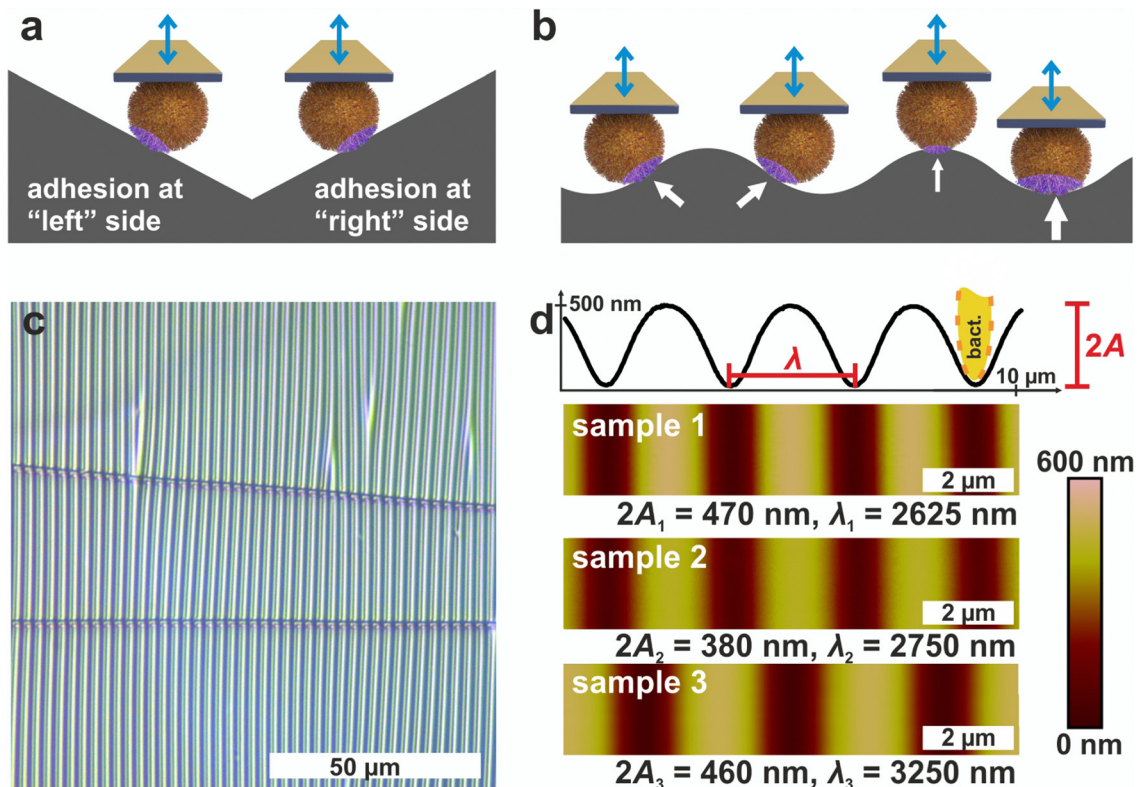 a
adhesion at
“left” side
adhesion at
“right” side
b
c
50 µm
d
500 nm
λ
bact.
2A
10 µm
sample 1
2 µm
2A₁ = 470 nm, λ₁ = 2625 nm
sample 2
2 µm
2A₂ = 380 nm, λ₂ = 2750 nm
sample 3
2 µm
2A₃ = 460 nm, λ₃ = 3250 nm
600 nm
0 nm